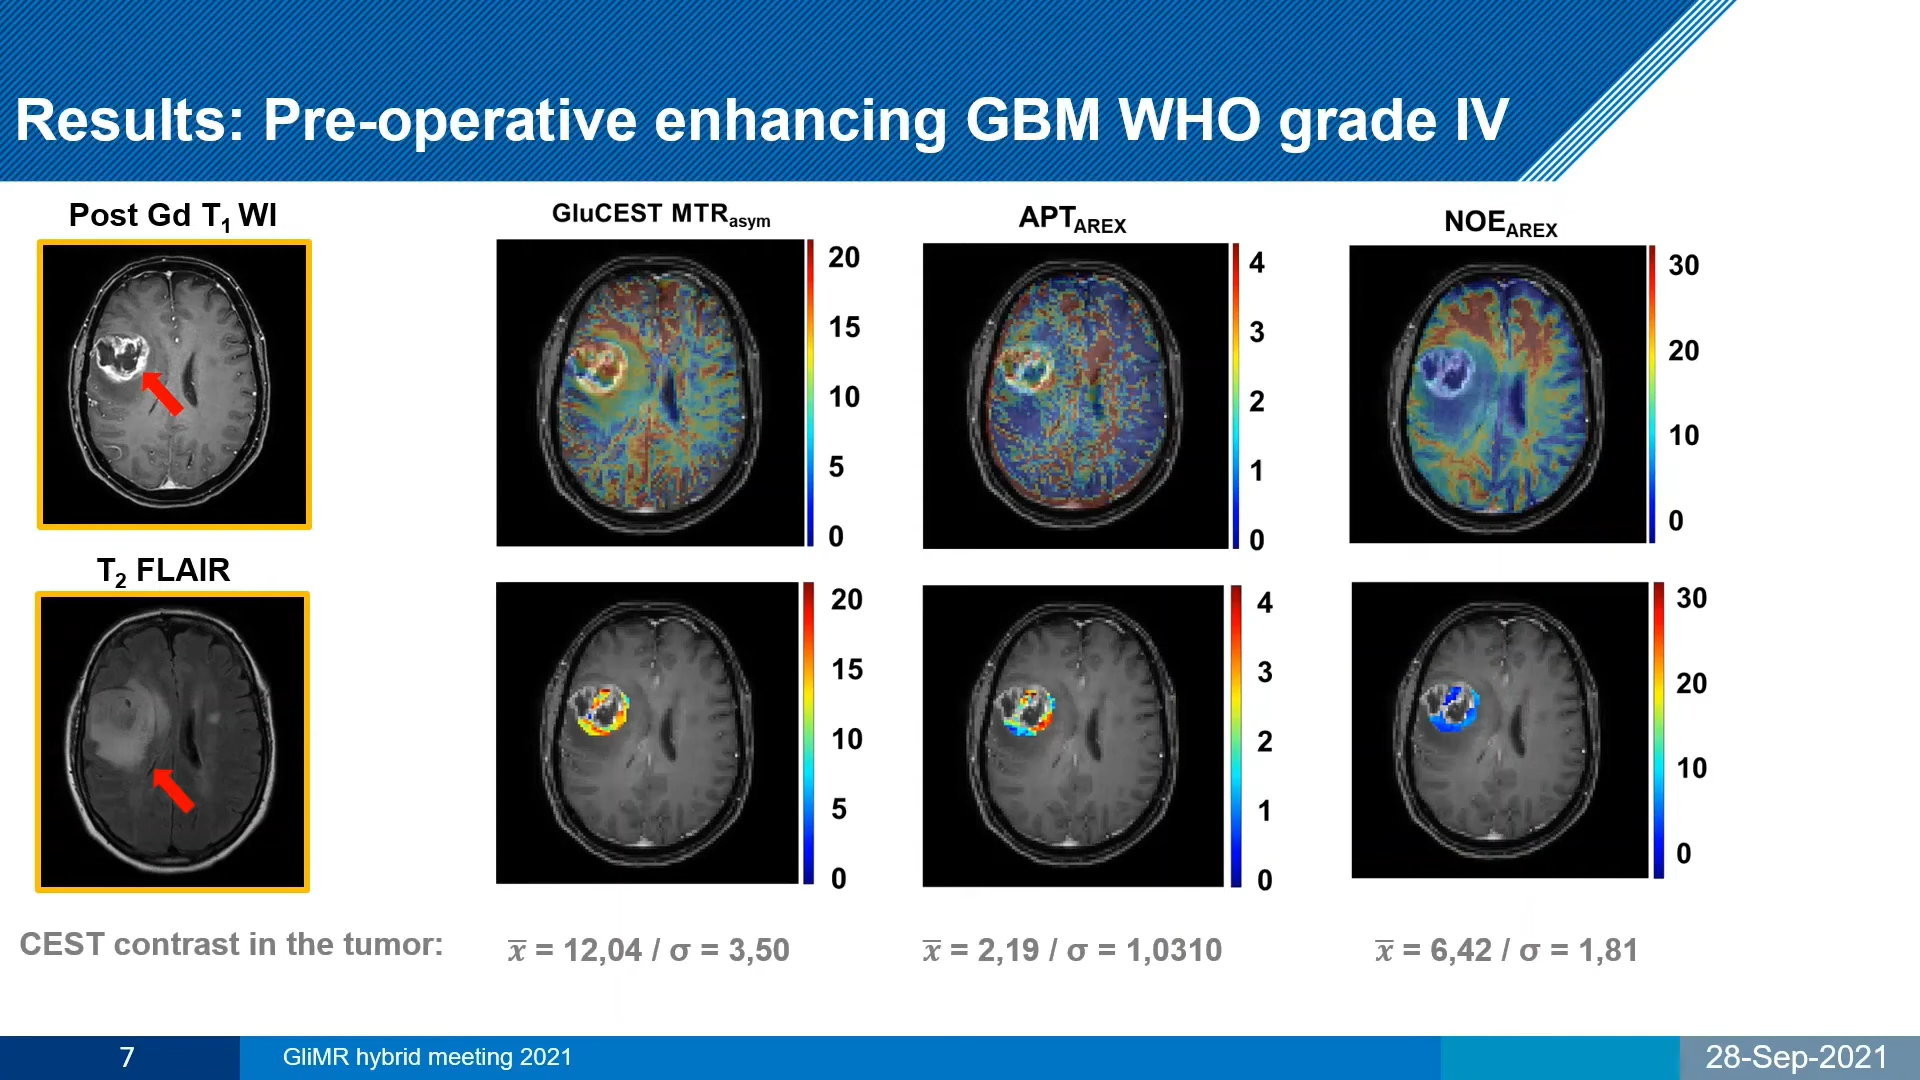 Results: Pre-operative enhancing GBM WHO grade IV
Post Gd T1 WI
GluCEST MTRasym
APTAREX
NOEAREX
20
15
10
5
0
4
3
2
1
0
30
20
10
0
T2 FLAIR
20
15
10
5
0
4
3
2
1
0
30
20
10
0
CEST contrast in the tumor:
x̅ = 12,04 / σ = 3,50
x̅ = 2,19 / σ = 1,0310
x̅ = 6,42 / σ = 1,81
7
GliMR hybrid meeting 2021
28-Sep-2021